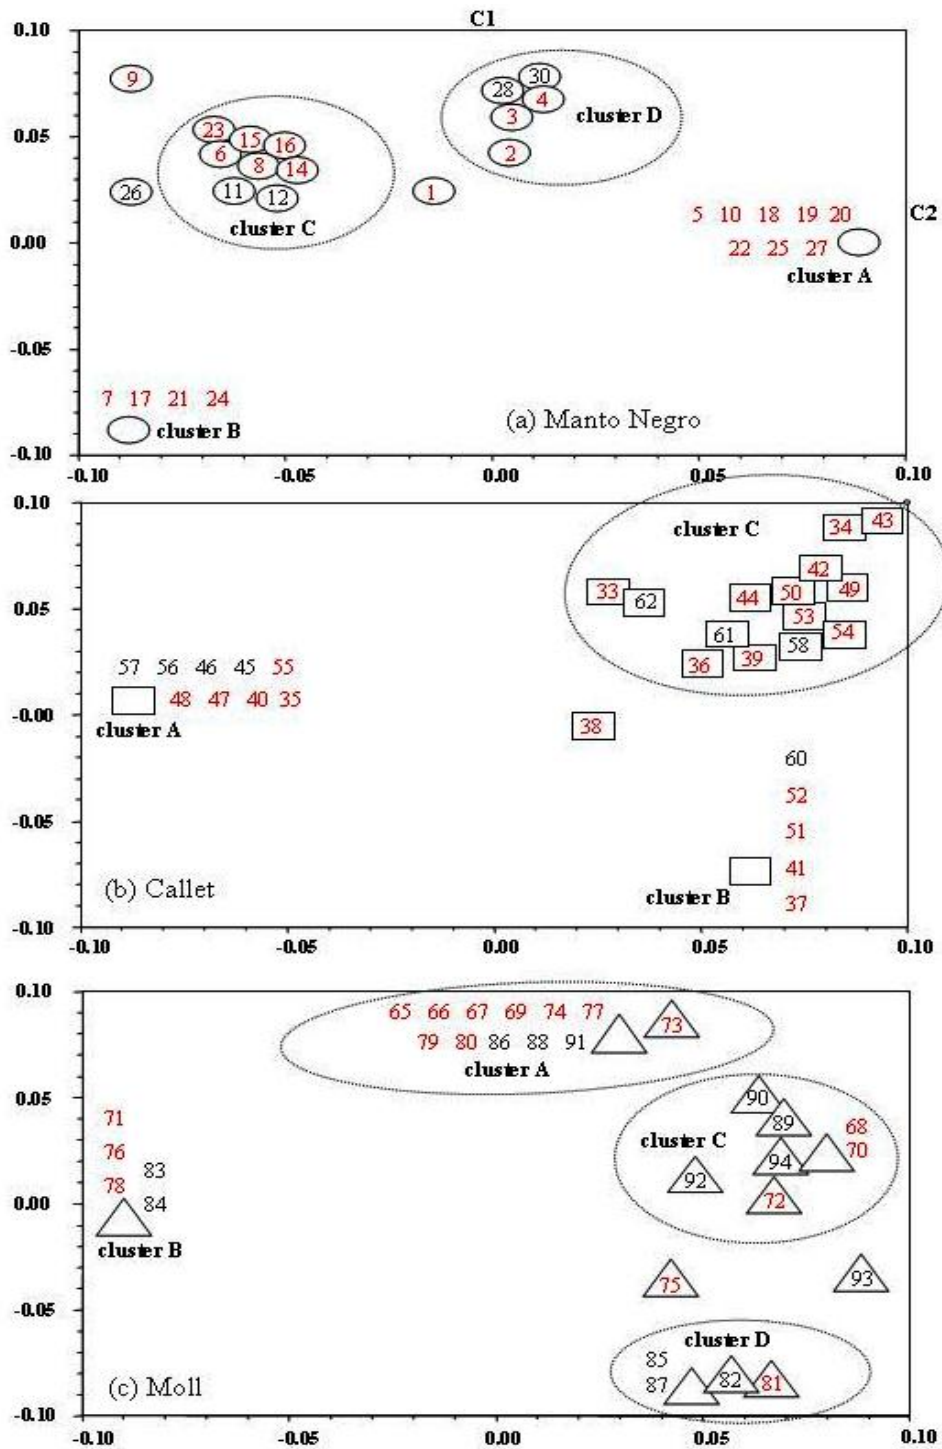 C1
0.10
9
30
28
4
cluster D
3
0.05
23 15 16
6 8 14
2
26 11 12
1
cluster C
5 10 18 19 20
C2
0.00
22 25 27
cluster A
-0.05
7 17 21 24
cluster B
(a) Manto Negro
-0.10
-0.10 -0.05 0.00 0.05 0.10
0.10
cluster C
34 43
42
33 62
44 50 49
0.05
53
61 58 54
36 39
57 56 46 45 55
48 47 40 35
-0.00
cluster A
38
60
52
-0.05
51
41
(b) Callet
cluster B
37
-0.10
-0.10 -0.05 0.00 0.05 0.10
0.10
65 66 67 69 74 77
73
79 80 86 88 91
cluster A
0.05
90
71
89
68
cluster C
70
76
94
83
92
78
72
0.00
84
cluster B
75
93
-0.05
cluster D
85
(c) Moll
87 82 81
-0.10
-0.10 -0.05 0.00 0.05 0.10